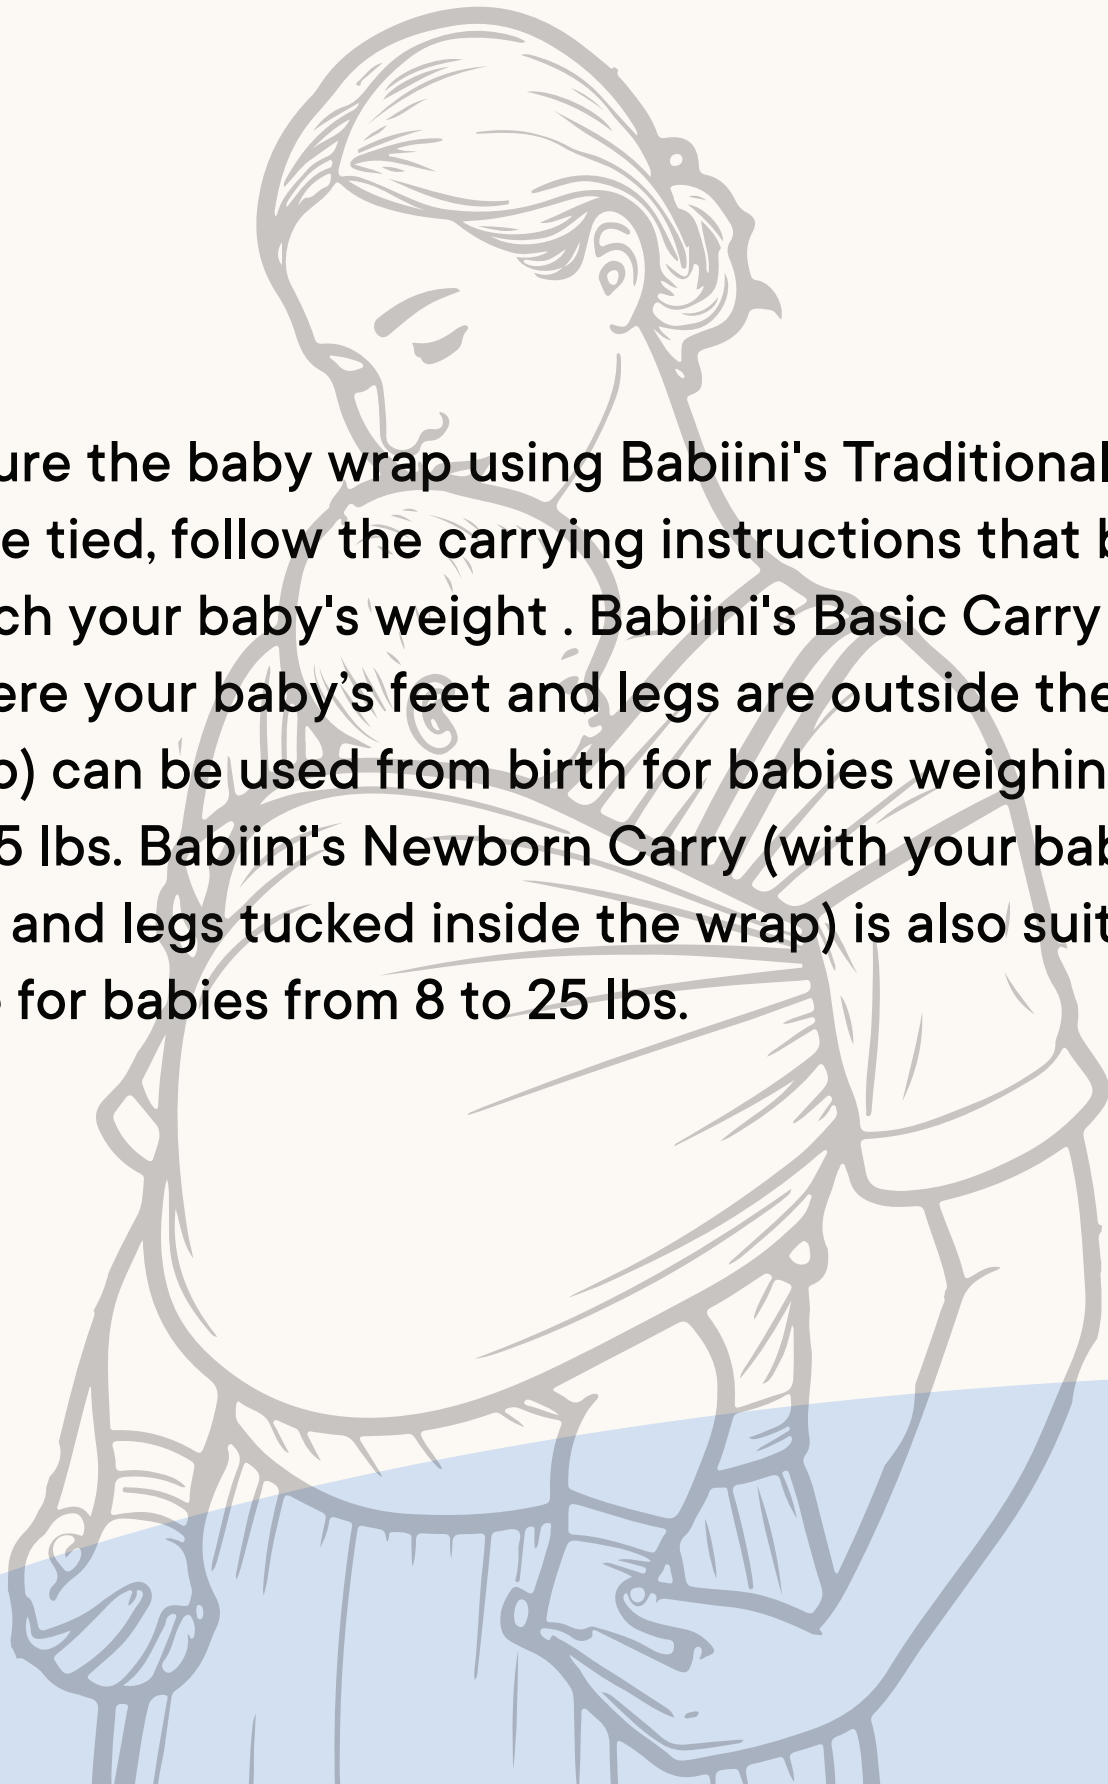 ure the baby wrap using Babiini's Traditional
e tied, follow the carrying instructions that b
ch your baby's weight . Babiini's Basic Carry
ere your baby’s feet and legs are outside the
p) can be used from birth for babies weighin
5 lbs. Babiini's Newborn Carry (with your bab
and legs tucked inside the wrap) is also suit
e for babies from 8 to 25 lbs.